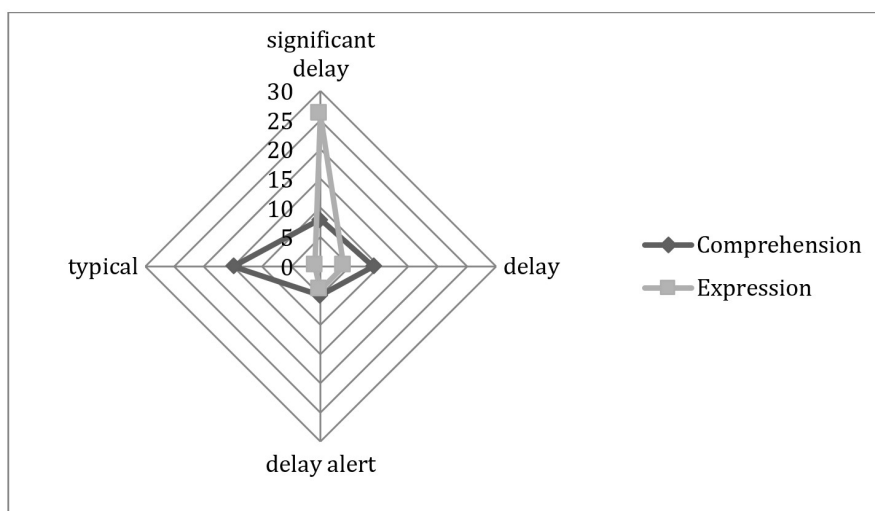 significant
delay
30
25
20
15
10
5
0
typical
delay
delay alert
Comprehension
Expression